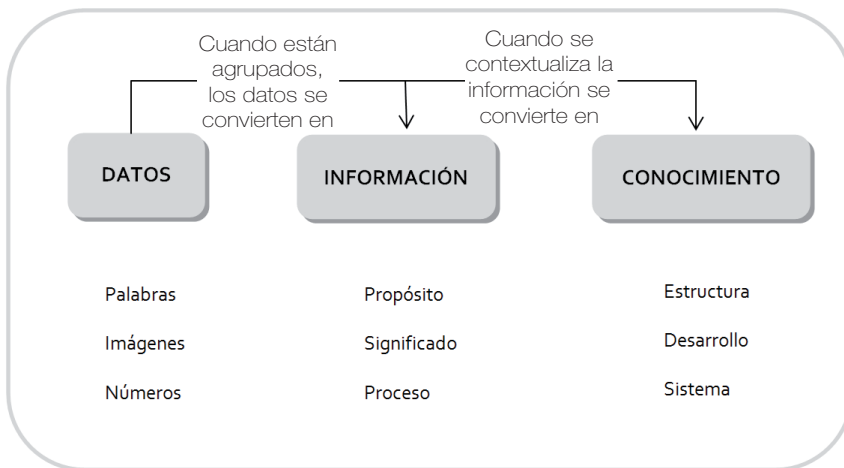 Cuando están
agrupados,
los datos se
convierten en
Cuando se
contextualiza la
información se
convierte en
DATOS
INFORMACIÓN
CONOCIMIENTO
Palabras
Imágenes
Números
Propósito
Significado
Proceso
Estructura
Desarrollo
Sistema